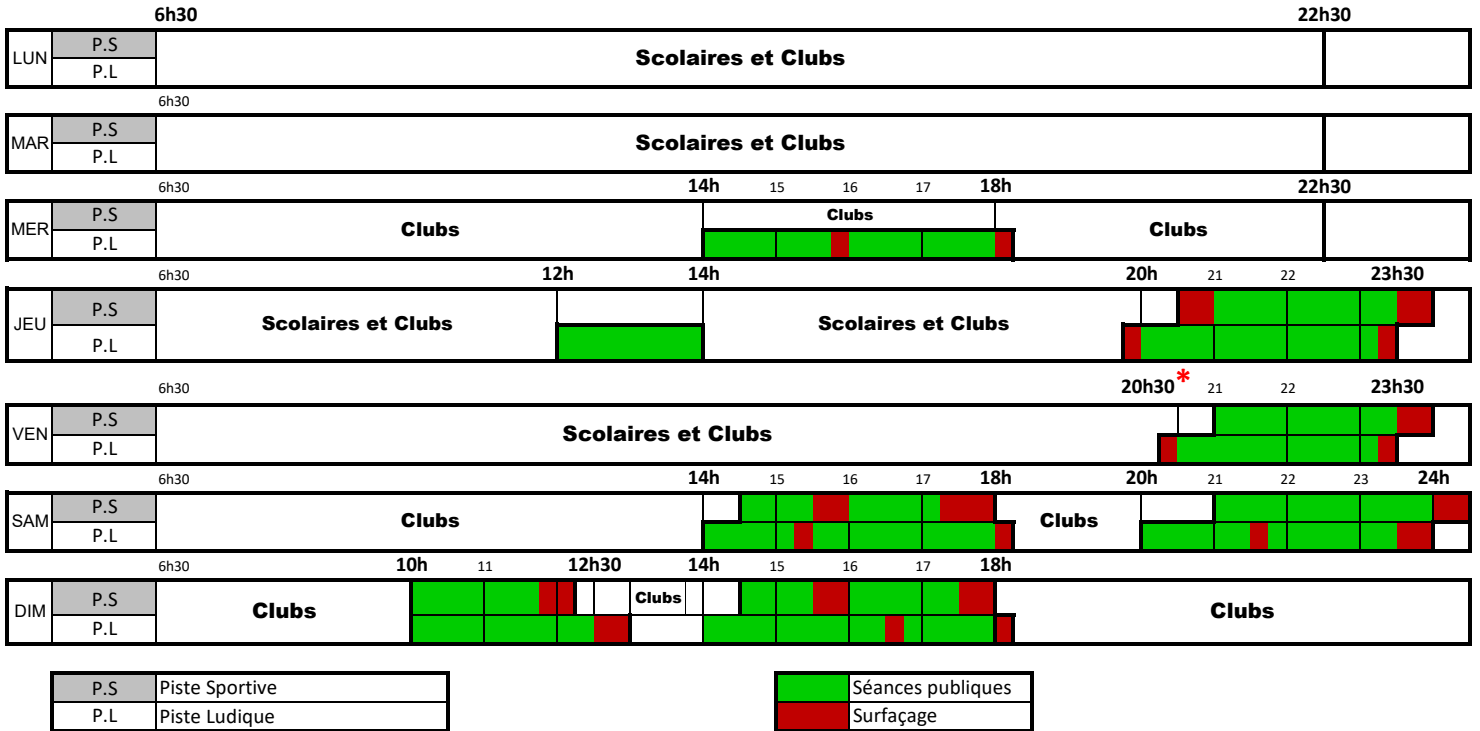 6h30 22h30
LUN P.S Scolaires et Clubs
P.L
6h30
MAR P.S Scolaires et Clubs
P.L
6h30 14h 15 16 17 18h 22h30
MER P.S Clubs Clubs Clubs
P.L
6h30 12h 14h 20h 21 22 23h30
JEU P.S Scolaires et Clubs Scolaires et Clubs
P.L
6h30 20h30 * 21 22 23h30
VEN P.S Scolaires et Clubs
P.L
6h30 14h 15 16 17 18h 20h 21 22 23 24h
SAM P.S Clubs Clubs
P.L
6h30 10h 11 12h30 14h 15 16 17 18h
DIM P.S Clubs Clubs Clubs
P.L
P.S Piste Sportive Séances publiques
P.L Piste Ludique Surfaçage